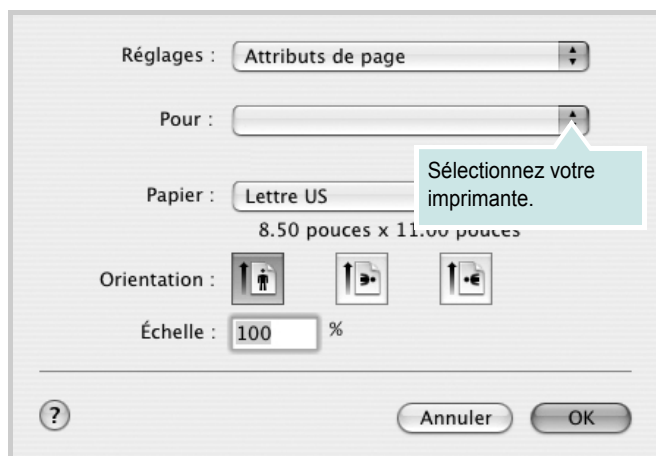 Réglages : Attributs de page
Pour :
Sélectionnez votre
imprimante.
Papier : Lettre US
8.50 pouces x 11.00 pouces
Orientation :
Échelle : 100 %
? Annuler OK